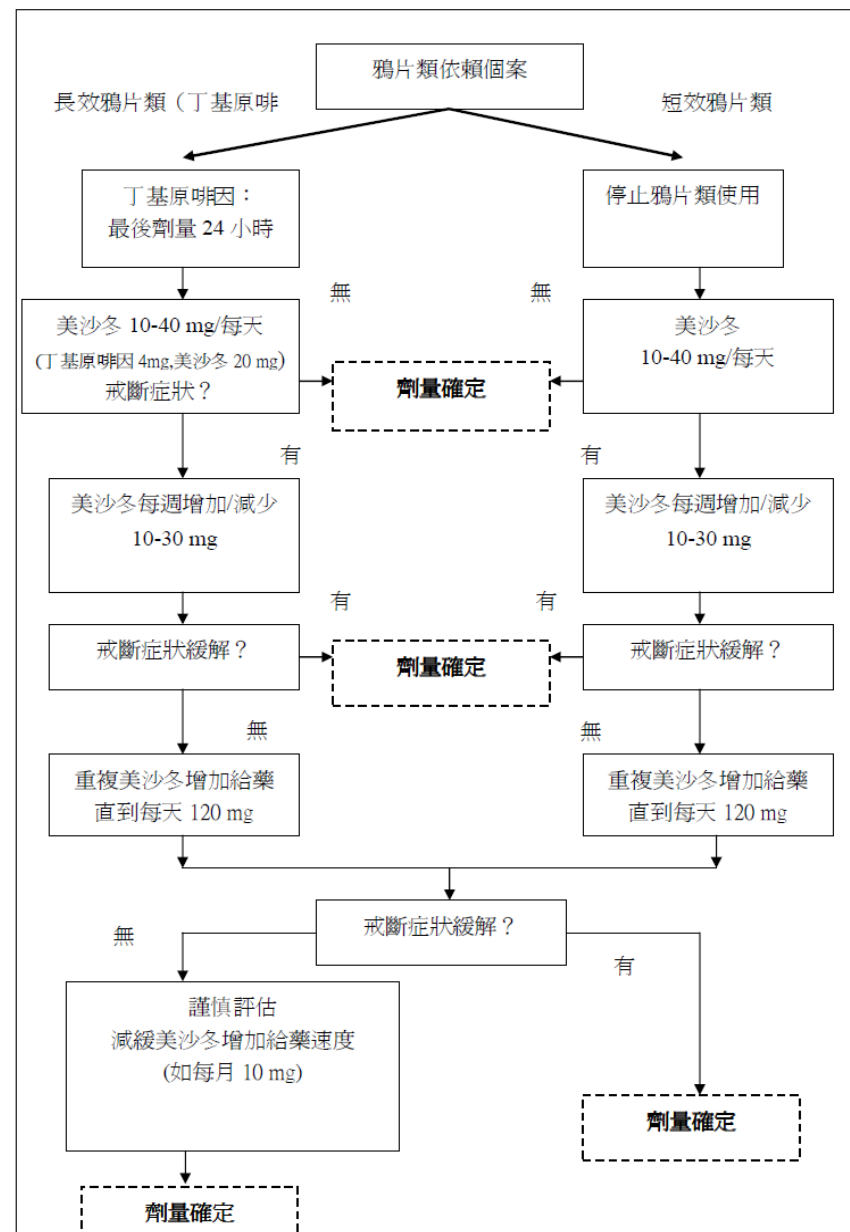 鴉片類依賴個案
長效鴉片類（丁基原啡
短效鴉片類
丁基原啡因：
最後劑量 24 小時
停止鴉片類使用
無
無
美沙冬 10-40 mg/每天
(丁基原啡因 4mg,美沙冬 20 mg)
戒斷症狀？
劑量確定
美沙冬
10-40 mg/每天
有
有
美沙冬每週增加/減少
10-30 mg
美沙冬每週增加/減少
10-30 mg
有
有
戒斷症狀緩解？
劑量確定
戒斷症狀緩解？
無
無
重複美沙冬增加給藥
直到每天 120 mg
重複美沙冬增加給藥
直到每天 120 mg
戒斷症狀緩解？
無
有
謹慎評估
減緩美沙冬增加給藥速度
(如每月 10 mg)
劑量確定
劑量確定